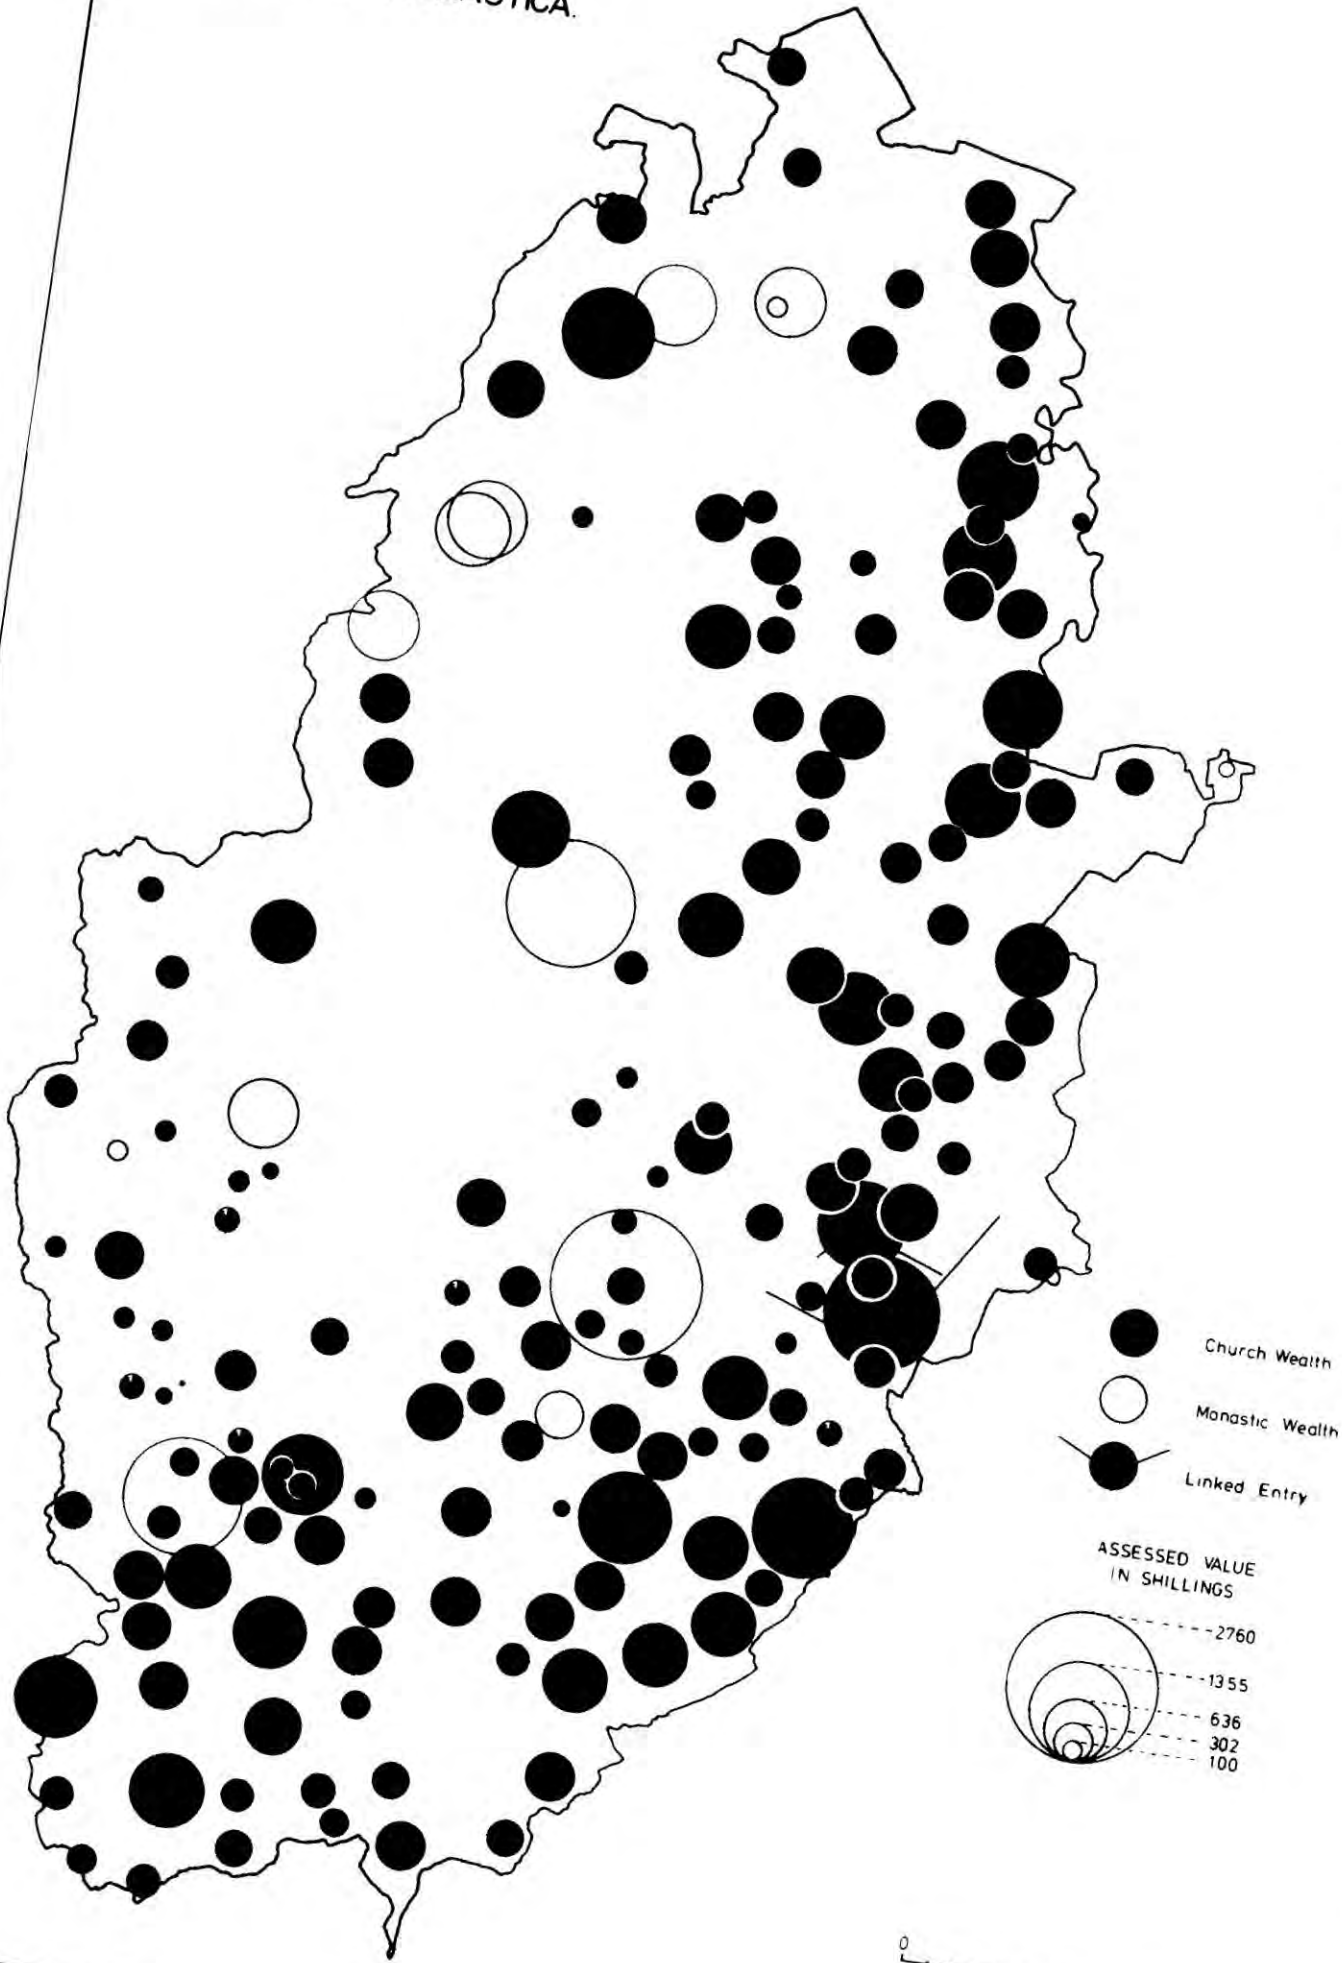 Church Wealth
Monastic Wealth
Linked Entry
ASSESSED VALUE
IN SHILLINGS
2760
1355
636
302
100
0